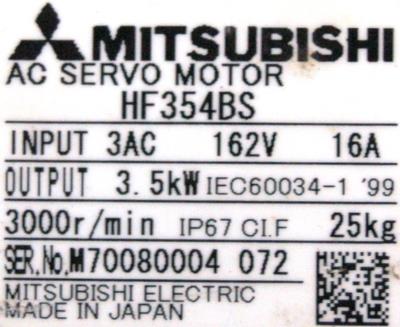 MITSUBISHI
AC SERVO MOTOR
HF354BS
INPUT 3AC 162V 16A
OUTPUT 3.5kW IEC60034-1 '99
3000r/min IP67 CI.F 25kg
SER.No.M70080004 072
MITSUBISHI ELECTRIC
MADE IN JAPAN